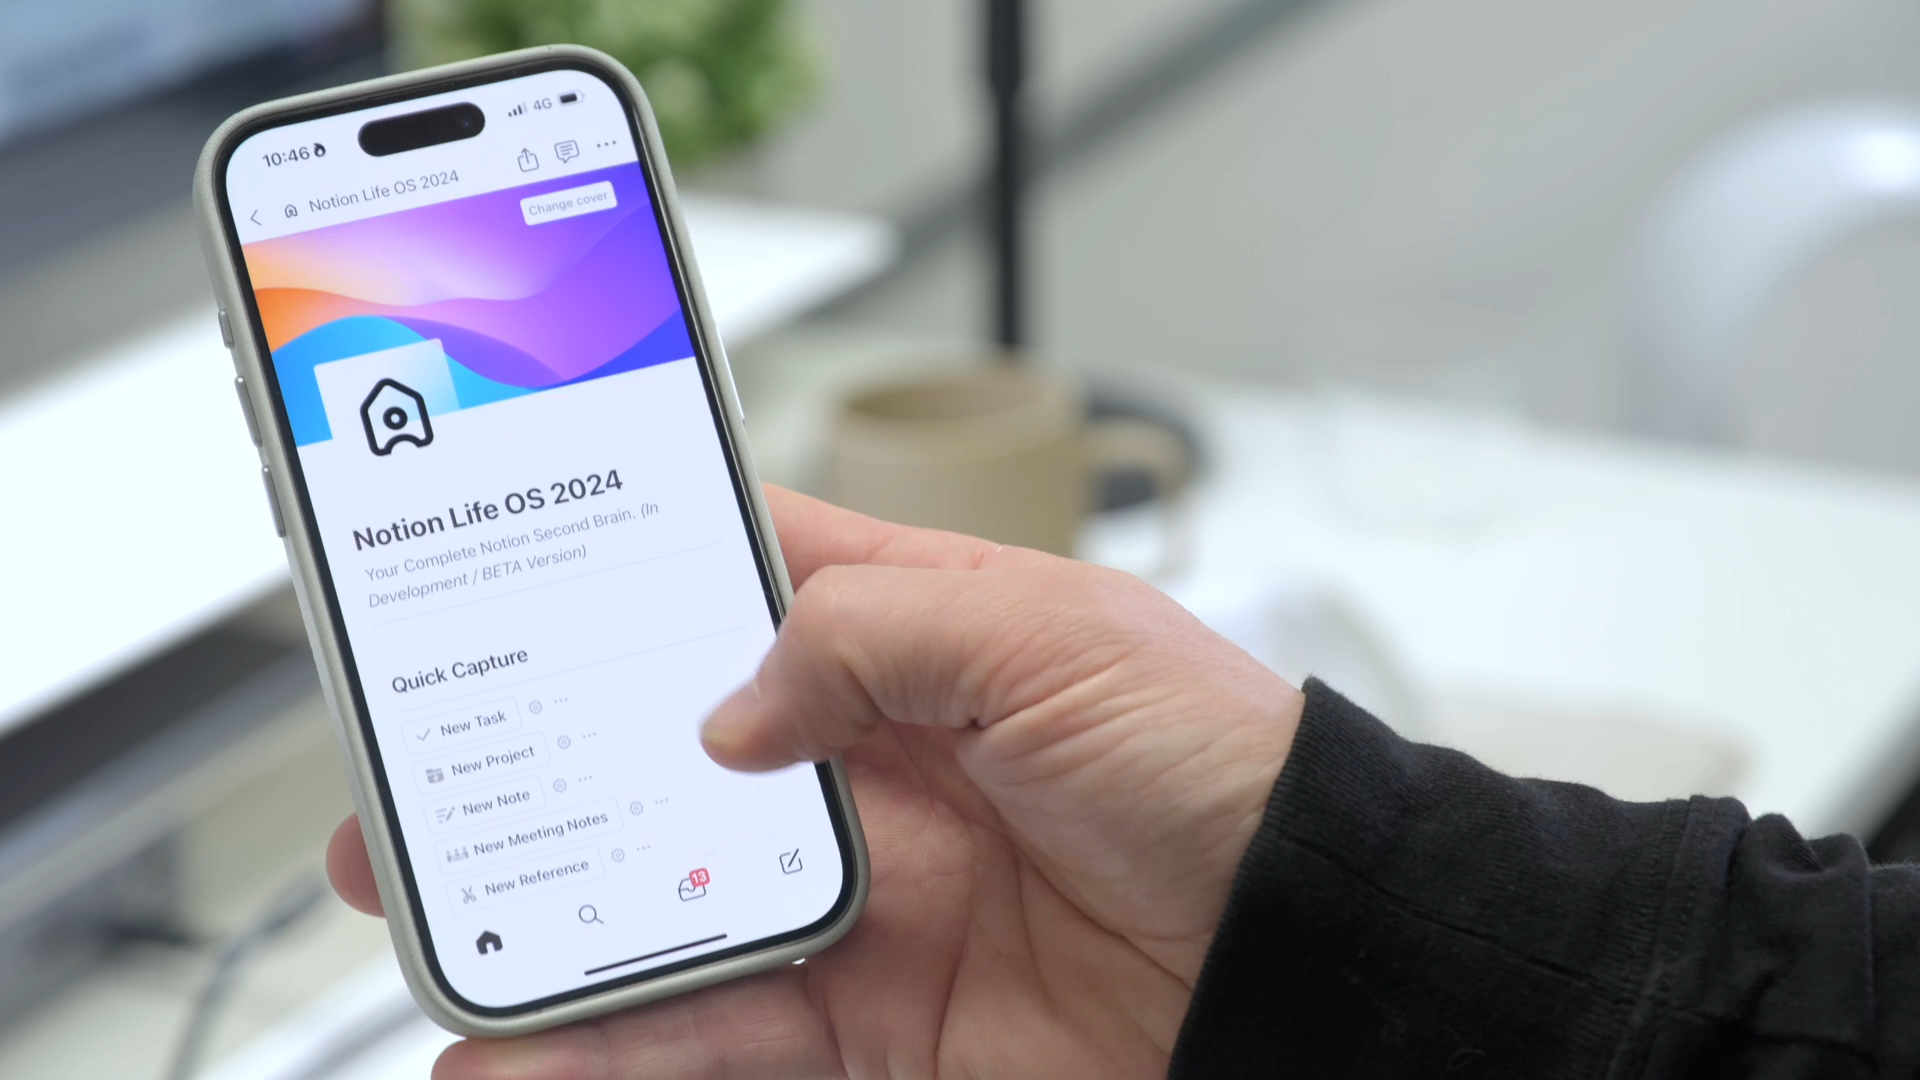 10:46
4G
Notion Life OS 2024
Change cover
Notion Life OS 2024
Your Complete Notion Second Brain. (In
Development / BETA Version)
Quick Capture
New Task
New Project
New Note
New Meeting Notes
New Reference
13